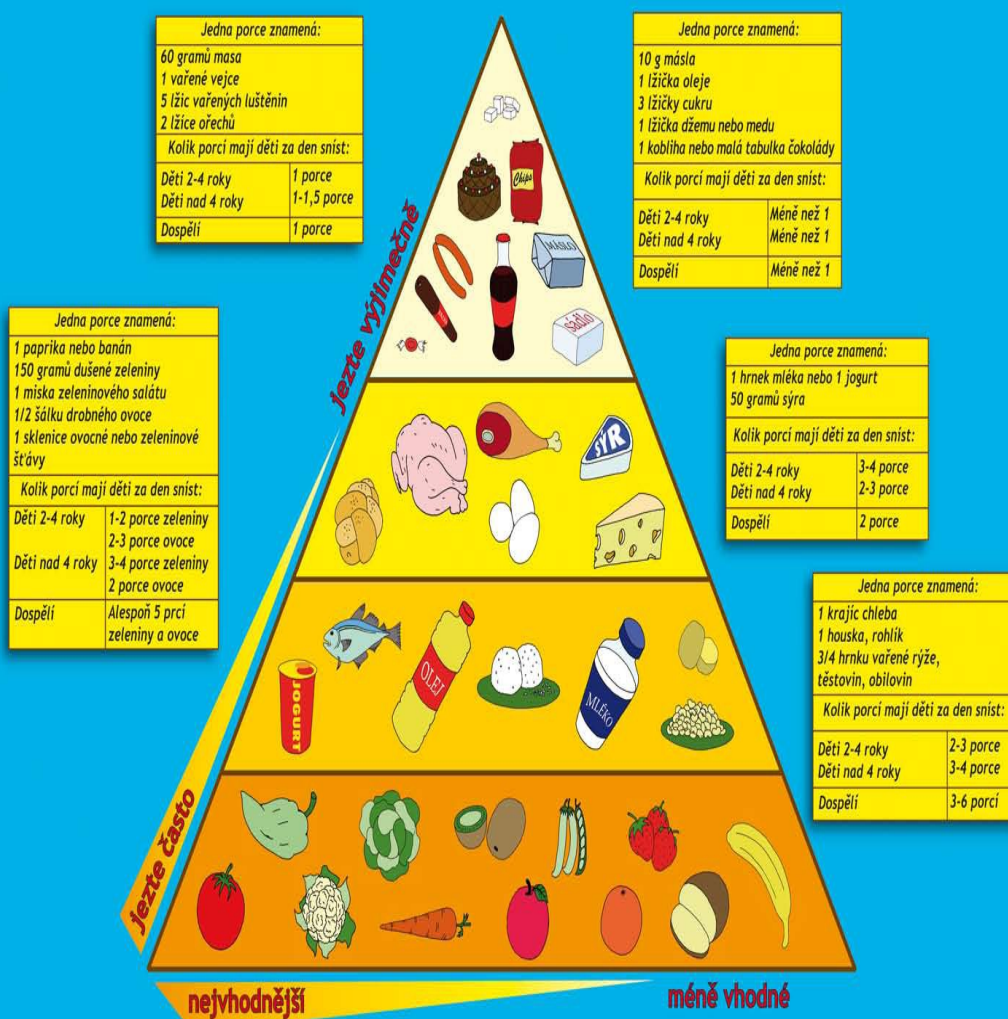 Jedna porce znamená:
60 gramů masa
1 vařené vejce
5 lžic vařených luštěnin
2 lžíce ořechů
Kolik porcí mají děti za den sníst:
Děti 2-4 roky 1 porce
Děti nad 4 roky 1-1,5 porce
Dospělí 1 porce
Jedna porce znamená:
10 g másla
1 lžička oleje
3 lžičky cukru
1 lžička džemu nebo medu
1 kobliha nebo malá tabulka čokolády
Kolik porcí mají děti za den sníst:
Děti 2-4 roky Méně než 1
Děti nad 4 roky Méně než 1
Dospělí Méně než 1
Jedna porce znamená:
1 paprika nebo banán
150 gramů dušené zeleniny
1 miska zeleninového salátu
1/2 šálku drobného ovoce
1 sklenice ovocné nebo zeleninové
šťávy
Kolik porcí mají děti za den sníst:
Děti 2-4 roky 1-2 porce zeleniny
2-3 porce ovoce
Děti nad 4 roky 3-4 porce zeleniny
2 porce ovoce
Dospělí Alespoň 5 prcí
zeleniny a ovoce
Jedna porce znamená:
1 hrnek mléka nebo 1 jogurt
50 gramů sýra
Kolik porcí mají děti za den sníst:
Děti 2-4 roky 3-4 porce
Děti nad 4 roky 2-3 porce
Dospělí 2 porce
Jedna porce znamená:
1 krajíc chleba
1 houska, rohlík
3/4 hrnku vařené rýže,
těstovin, obilovin
Kolik porcí mají děti za den sníst:
Děti 2-4 roky 2-3 porce
Děti nad 4 roky 3-4 porce
Dospělí 3-6 porcí
Chips
MÁSLO
sádlo
jezte výjimečně
SÝR
OLEJ
JOGURT
MLÉKO
jezte často
nejvhodnější
méně vhodné